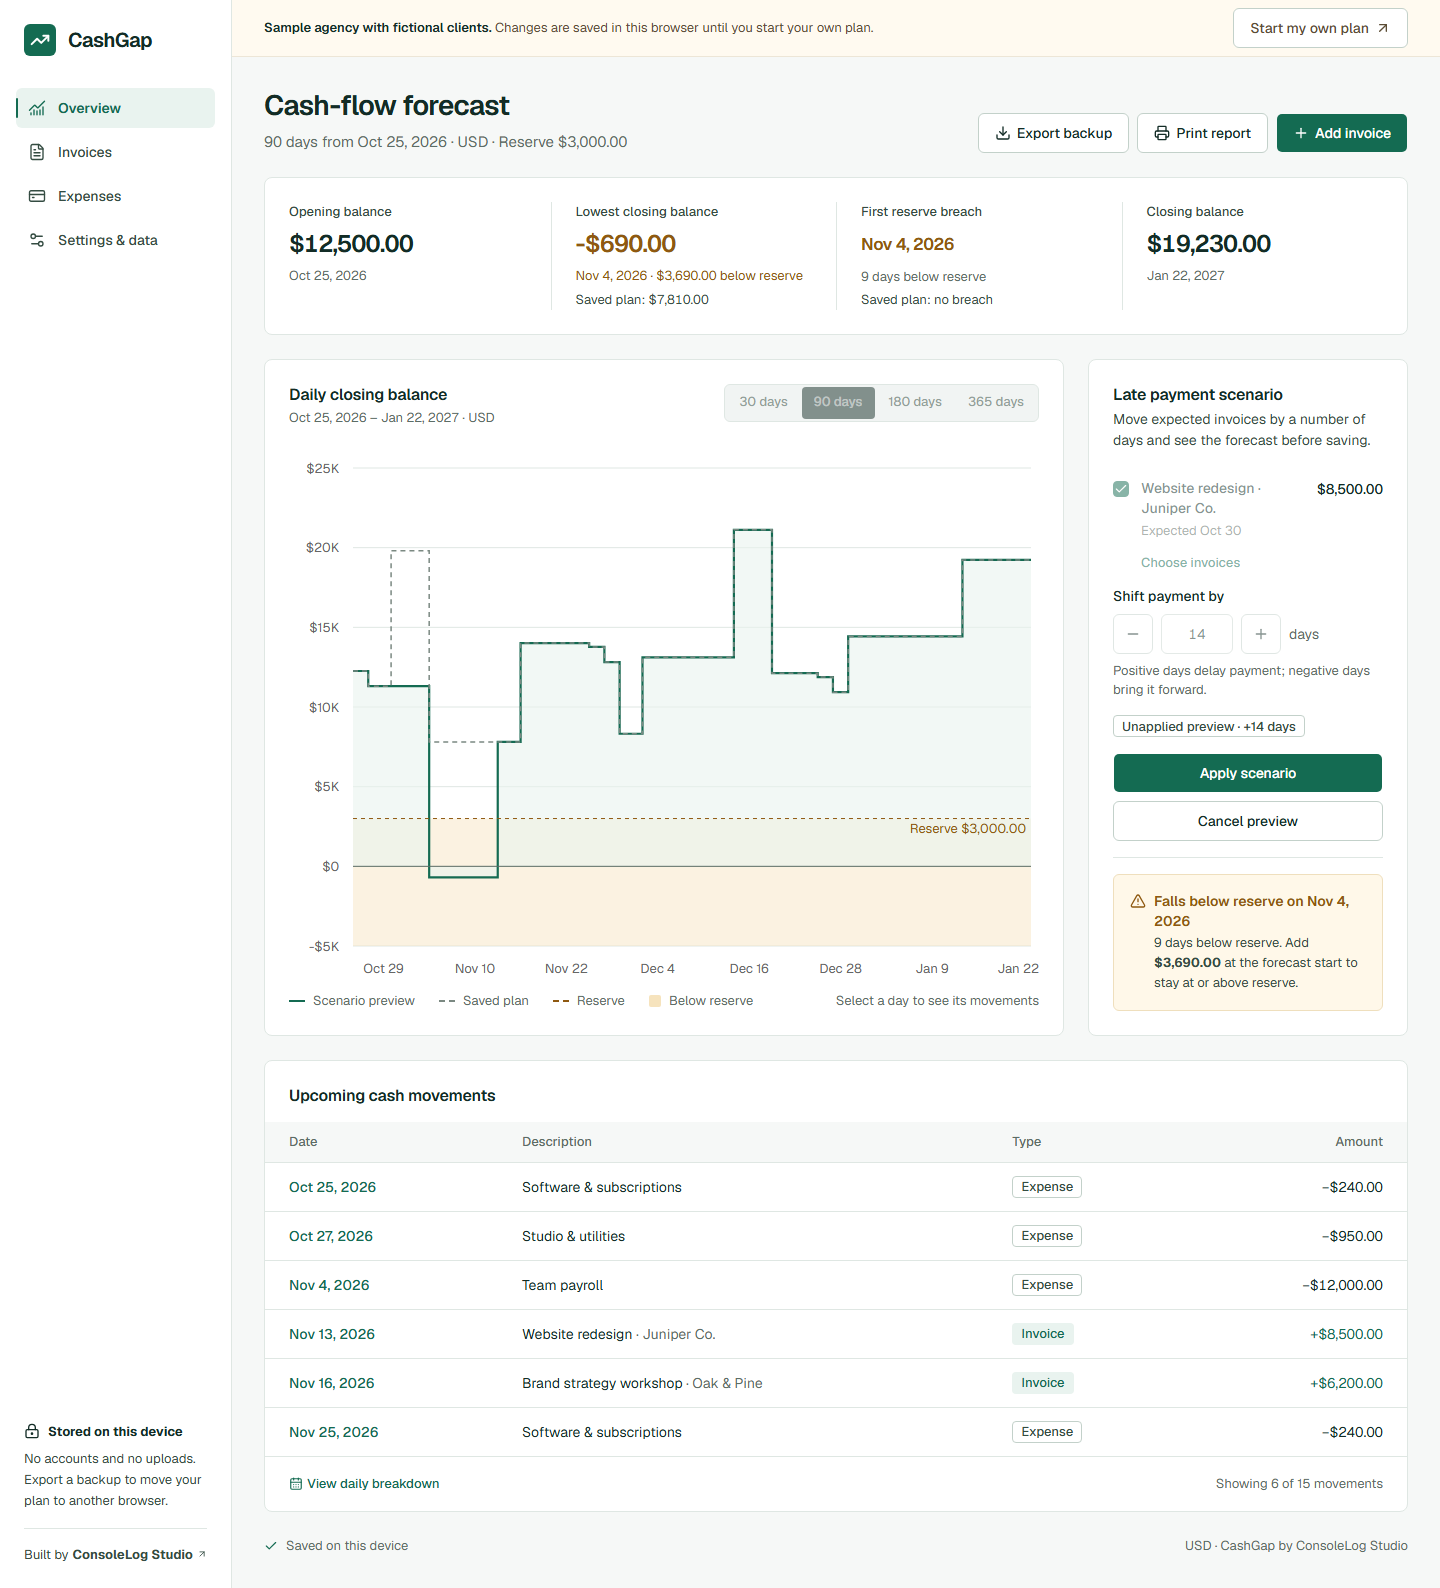 CashGap
Overview
Invoices
Expenses
Settings & data
Stored on this device
No accounts and no uploads.
Export a backup to move your
plan to another browser.
Built by ConsoleLog Studio
Sample agency with fictional clients. Changes are saved in this browser until you start your own plan.
Start my own plan
Cash-flow forecast
90 days from Oct 25, 2026 · USD · Reserve $3,000.00
Export backup
Print report
Add invoice
Opening balance
$12,500.00
Oct 25, 2026
Lowest closing balance
-$690.00
Nov 4, 2026 · $3,690.00 below reserve
Saved plan: $7,810.00
First reserve breach
Nov 4, 2026
9 days below reserve
Saved plan: no breach
Closing balance
$19,230.00
Jan 22, 2027
Daily closing balance
Oct 25, 2026 – Jan 22, 2027 · USD
30 days 90 days 180 days 365 days
$25K
$20K
$15K
$10K
$5K
$0
-$5K
Reserve $3,000.00
Oct 29 Nov 10 Nov 22 Dec 4 Dec 16 Dec 28 Jan 9 Jan 22
Scenario preview Saved plan Reserve Below reserve Select a day to see its movements
Late payment scenario
Move expected invoices by a number of
days and see the forecast before saving.
Website redesign · $8,500.00
Juniper Co.
Expected Oct 30
Choose invoices
Shift payment by
− 14 + days
Positive days delay payment; negative days
bring it forward.
Unapplied preview · +14 days
Apply scenario
Cancel preview
Falls below reserve on Nov 4,
2026
9 days below reserve. Add
$3,690.00 at the forecast start to
stay at or above reserve.
Upcoming cash movements
Date Description Type Amount
Oct 25, 2026 Software & subscriptions Expense −$240.00
Oct 27, 2026 Studio & utilities Expense −$950.00
Nov 4, 2026 Team payroll Expense −$12,000.00
Nov 13, 2026 Website redesign · Juniper Co. Invoice +$8,500.00
Nov 16, 2026 Brand strategy workshop · Oak & Pine Invoice +$6,200.00
Nov 25, 2026 Software & subscriptions Expense −$240.00
View daily breakdown Showing 6 of 15 movements
Saved on this device USD · CashGap by ConsoleLog Studio